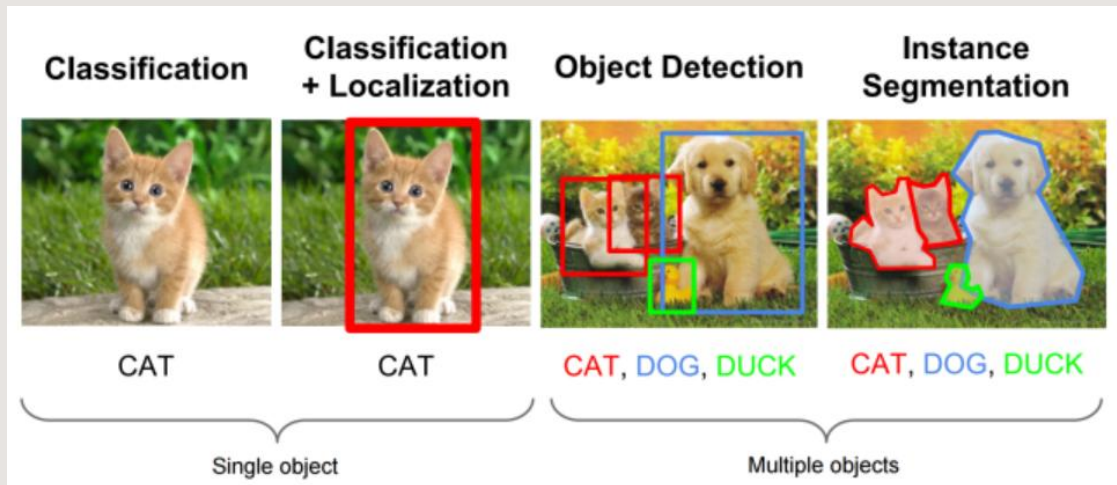 Classification
Classification
+ Localization
Object Detection
Instance
Segmentation
CAT
CAT
CAT, DOG, DUCK
CAT, DOG, DUCK
Single object
Multiple objects